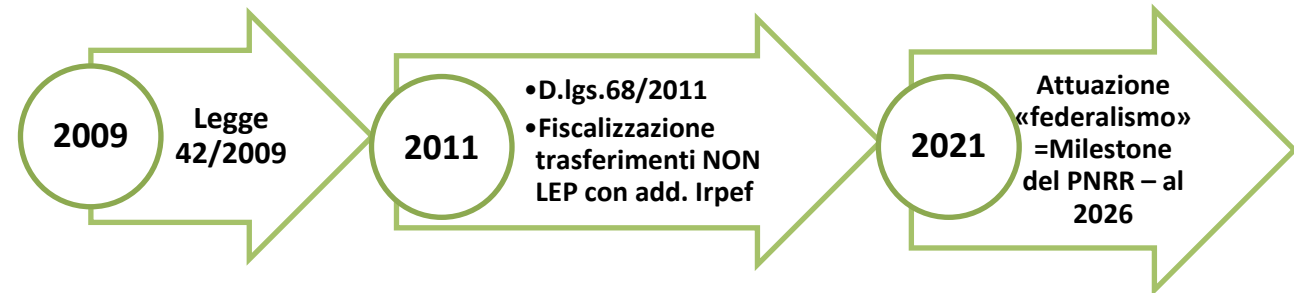 2009
Legge
42/2009
2011
•D.lgs.68/2011
•Fiscalizzazione
trasferimenti NON
LEP con add. Irpef
2021
Attuazione
«federalismo»
=Milestone
del PNRR – al
2026